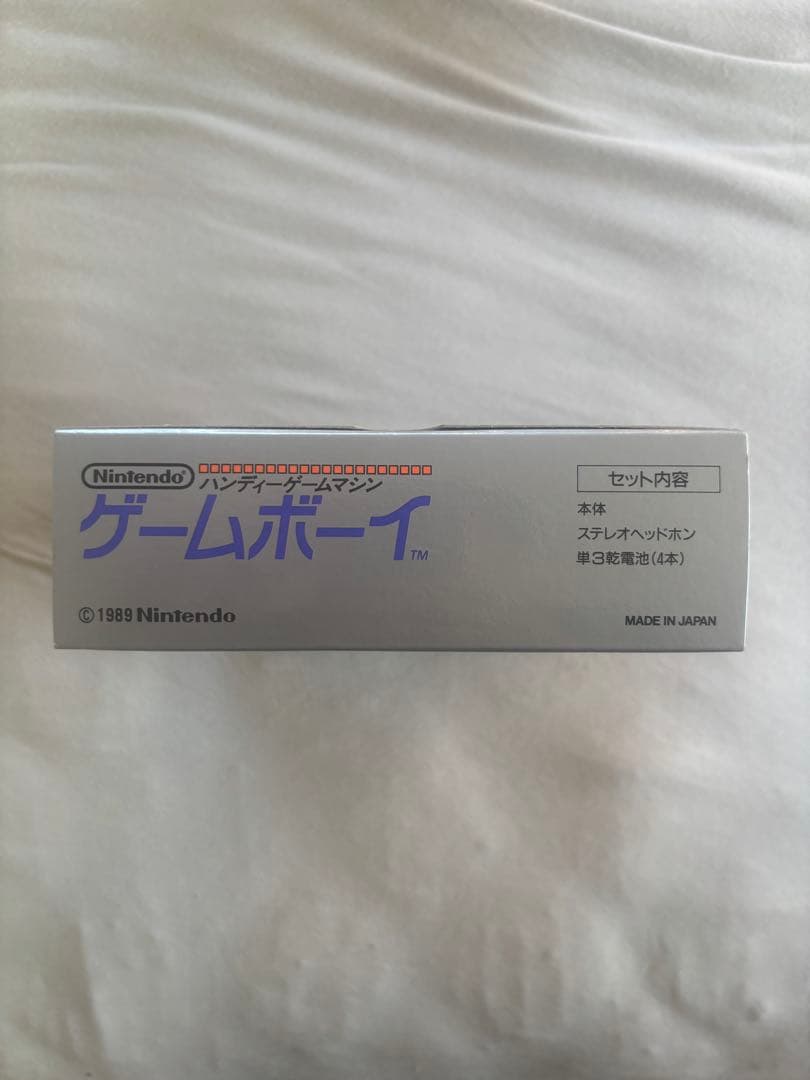 Nintendo®
ハンディーゲームマシン
ゲームボーイ™
© 1989 Nintendo
セット内容
本体
ステレオヘッドホン
単3乾電池(4本)
MADE IN JAPAN